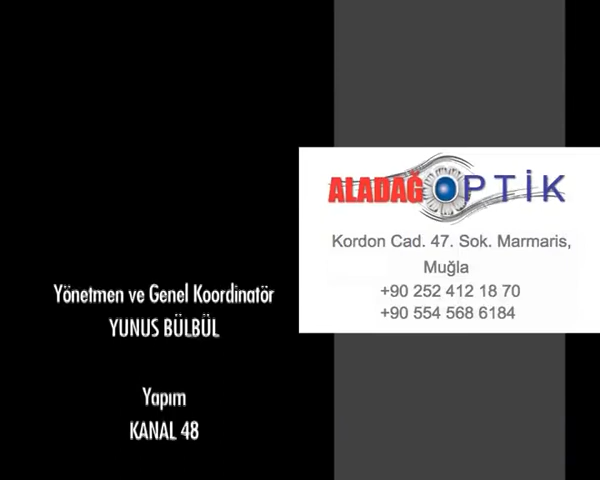 ALADAĞ OPTİK
Kordon Cad. 47. Sok. Marmaris,
Muğla
+90 252 412 18 70
+90 554 568 6184
Yönetmen ve Genel Koordinatör
YUNUS BÜLBÜL
Yapım
KANAL 48